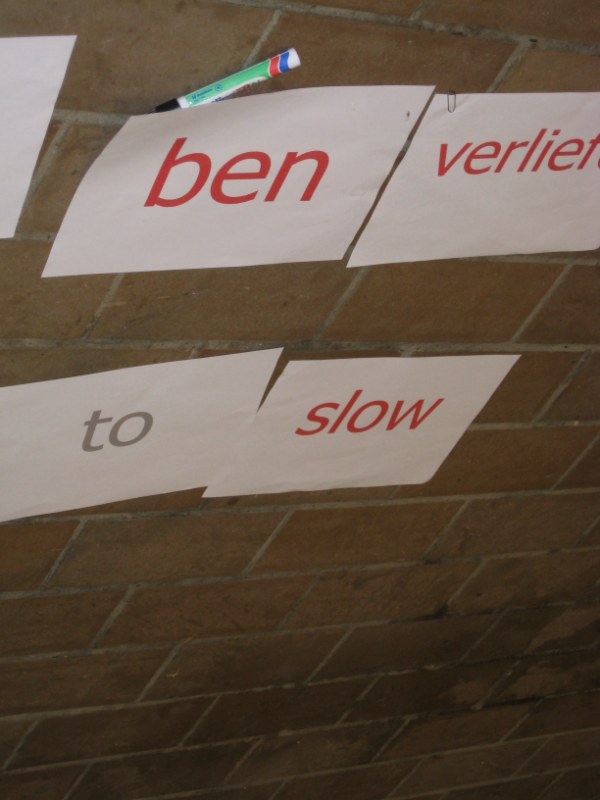 ben verlief
to slow